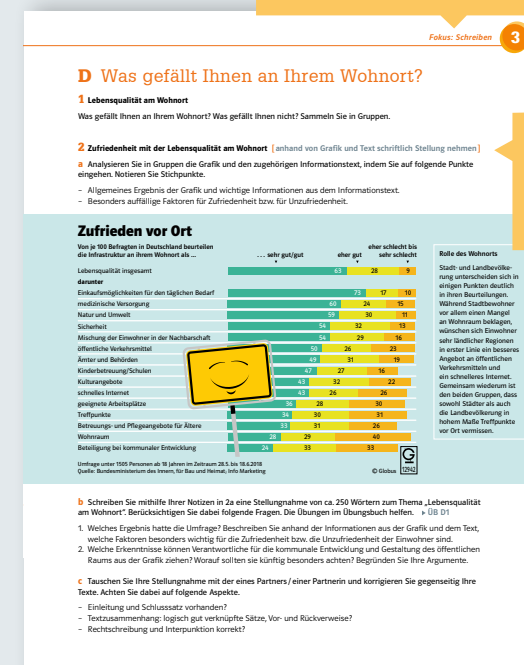 Fokus: Schreiben
3
D Was gefällt Ihnen an Ihrem Wohnort?
1 Lebensqualität am Wohnort
Was gefällt Ihnen an Ihrem Wohnort? Was gefällt Ihnen nicht? Sammeln Sie in Gruppen.
2 Zufriedenheit mit der Lebensqualität am Wohnort [anhand von Grafik und Text schriftlich Stellung nehmen]
a Analysieren Sie in Gruppen die Grafik und den zugehörigen Informationstext, indem Sie auf folgende Punkte
eingehen. Notieren Sie Stichpunkte.
– Allgemeines Ergebnis der Grafik und wichtige Informationen aus dem Informationstext.
– Besonders auffällige Faktoren für Zufriedenheit bzw. für Unzufriedenheit.
Zufrieden vor Ort
Von je 100 Befragten in Deutschland beurteilen
die Infrastruktur an ihrem Wohnort als ...
... sehr gut/gut
eher gut
eher schlecht bis
sehr schlecht
Lebensqualität insgesamt 63 28 9
darunter
Einkaufsmöglichkeiten für den täglichen Bedarf 73 17 10
medizinische Versorgung 60 24 15
Natur und Umwelt 59 30 11
Sicherheit 54 32 13
Mischung der Einwohner in der Nachbarschaft 54 29 16
öffentliche Verkehrsmittel 50 26 23
Ämter und Behörden 49 31 19
Kinderbetreuung/Schulen 47 27 16
Kulturangebote 43 32 22
schnelles Internet 43 26 26
geeignete Arbeitsplätze 36 28 30
Treffpunkte 34 30 31
Betreuungs- und Pflegeangebote für Ältere 33 31 26
Wohnraum 28 29 40
Beteiligung bei kommunaler Entwicklung 24 33 33
Umfrage unter 1505 Personen ab 18 Jahren im Zeitraum 28.5. bis 18.6.2018
Quelle: Bundesministerium des Innern, für Bau und Heimat, Info Marketing
© Globus
12942
Rolle des Wohnorts
Stadt- und Landbevölke-
rung unterscheiden sich in
einigen Punkten deutlich
in ihren Beurteilungen.
Während Stadtbewohner
vor allem einen Mangel
an Wohnraum beklagen,
wünschen sich Einwohner
sehr ländlicher Regionen
in erster Linie ein besseres
Angebot an öffentlichen
Verkehrsmitteln und
ein schnelleres Internet.
Gemeinsam wiederum ist
den beiden Gruppen, dass
sowohl Städter als auch
die Landbevölkerung in
hohem Maße Treffpunkte
vor Ort vermissen.
b Schreiben Sie mithilfe Ihrer Notizen in 2a eine Stellungnahme von ca. 250 Wörtern zum Thema „Lebensqualität
am Wohnort“. Berücksichtigen Sie dabei folgende Fragen. Die Übungen im Übungsbuch helfen. ▸ ÜB D1
1. Welches Ergebnis hatte die Umfrage? Beschreiben Sie anhand der Informationen aus der Grafik und dem Text,
welche Faktoren besonders wichtig für die Zufriedenheit bzw. die Unzufriedenheit der Einwohner sind.
2. Welche Erkenntnisse können Verantwortliche für die kommunale Entwicklung und Gestaltung des öffentlichen
Raums aus der Grafik ziehen? Worauf sollten sie künftig besonders achten? Begründen Sie Ihre Argumente.
c Tauschen Sie Ihre Stellungnahme mit der eines Partners / einer Partnerin und korrigieren Sie gegenseitig Ihre
Texte. Achten Sie dabei auf folgende Aspekte.
– Einleitung und Schlusssatz vorhanden?
– Textzusammenhang: logisch gut verknüpfte Sätze, Vor- und Rückverweise?
– Rechtschreibung und Interpunktion korrekt?